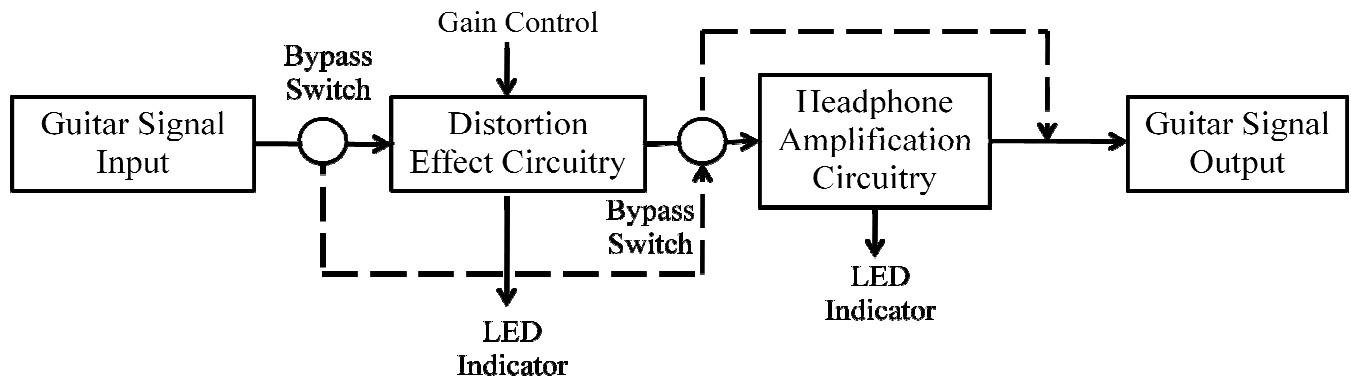 Gain Control
Bypass
Switch
Guitar Signal
Input
Distortion
Effect Circuitry
Headphone
Amplification
Circuitry
Guitar Signal
Output
Bypass
Switch
LED
Indicator
LED
Indicator